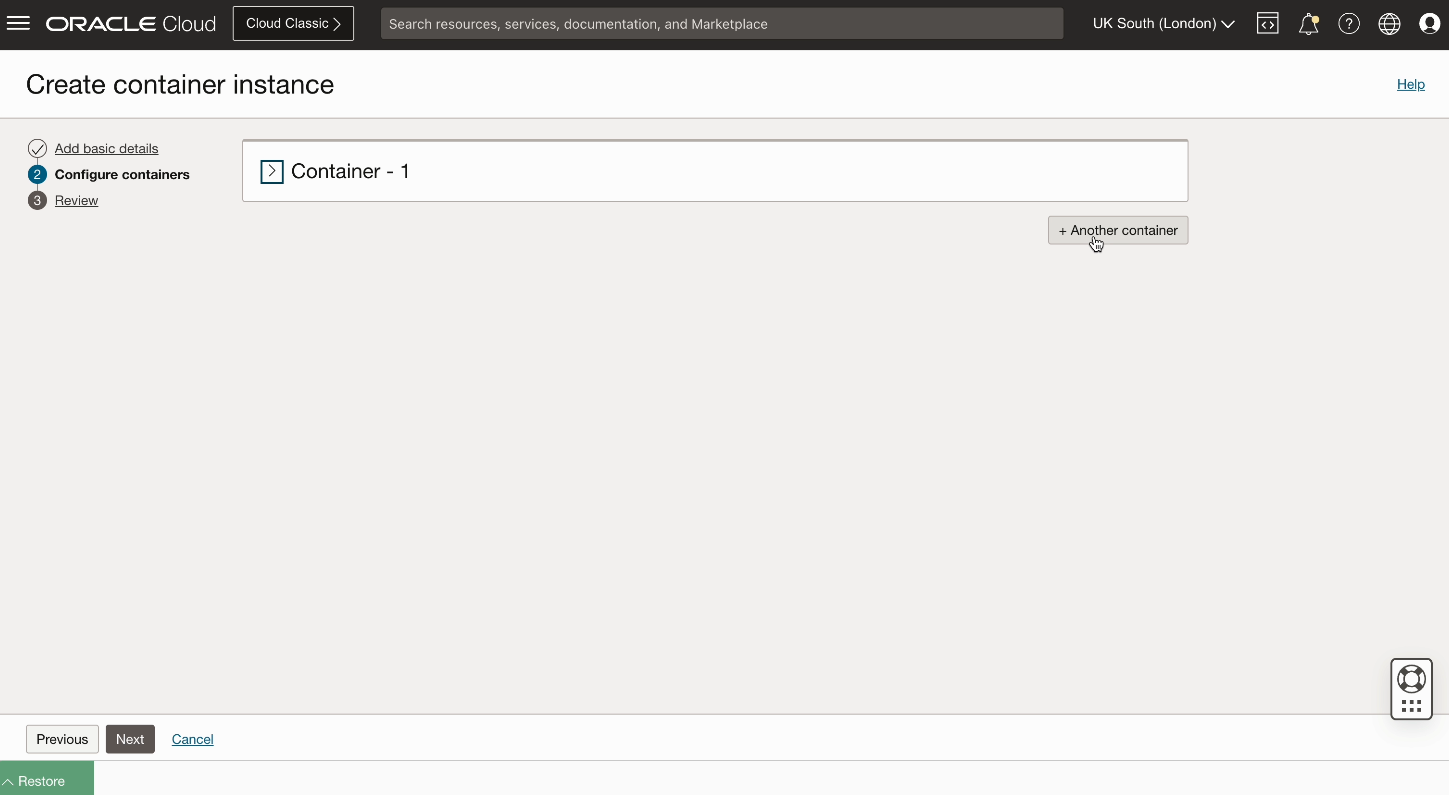 ORACLE Cloud
Cloud Classic
Search resources, services, documentation, and Marketplace
UK South (London)
Create container instance
Help
Add basic details
2 Configure containers
3 Review
Container - 1
+ Another container
Previous
Next
Cancel
Restore